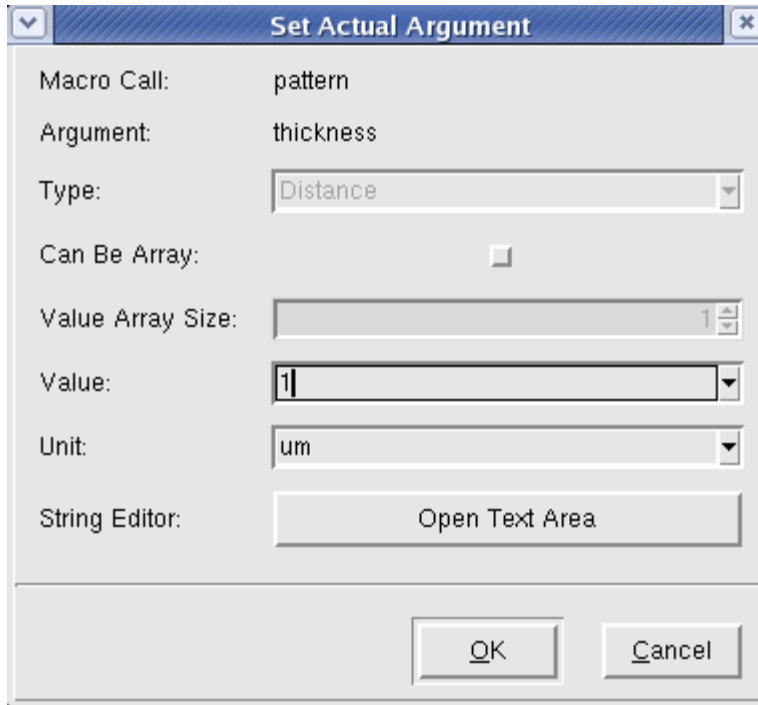 Set Actual Argument
Macro Call: pattern
Argument: thickness
Type: Distance
Can Be Array:
Value Array Size: 1
Value: 1
Unit: um
String Editor: Open Text Area
OK Cancel